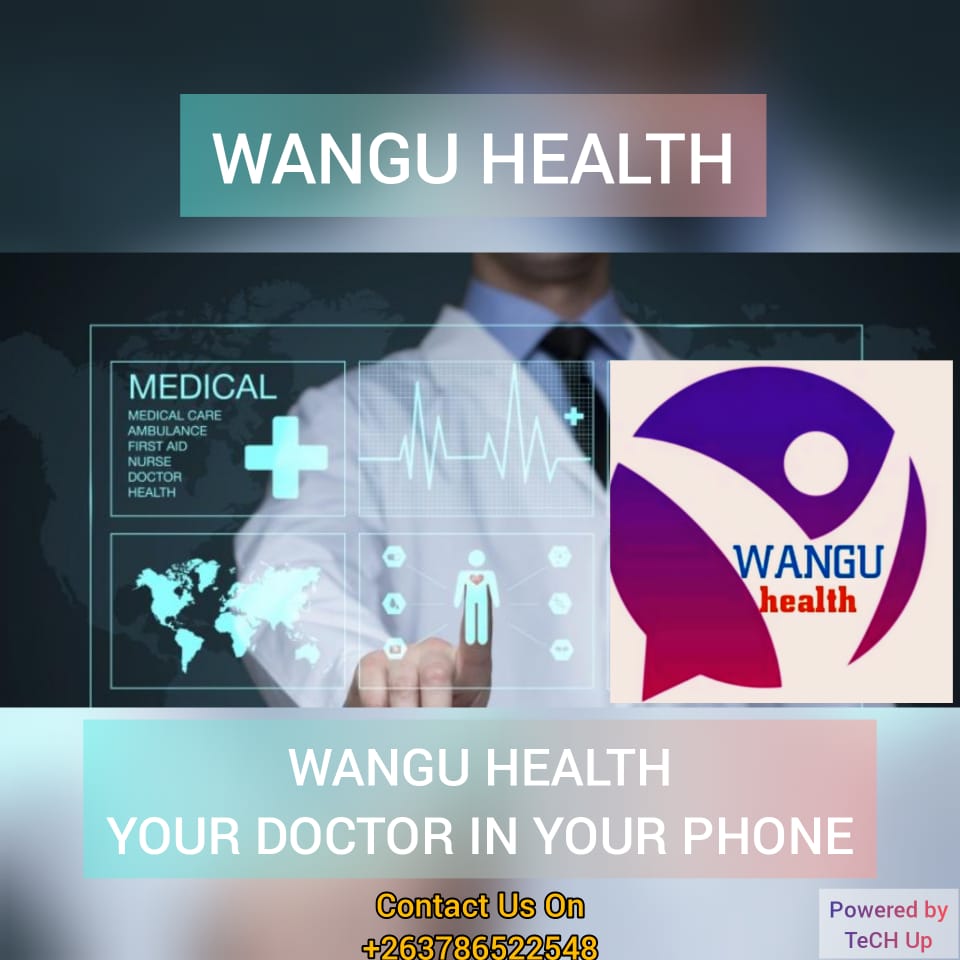 WANGU HEALTH
MEDICAL
MEDICAL CARE
AMBULANCE
FIRST AID
NURSE
DOCTOR
HEALTH
WANGU
health
WANGU HEALTH
YOUR DOCTOR IN YOUR PHONE
Contact Us On
+263786522548
Powered by
TeCH Up